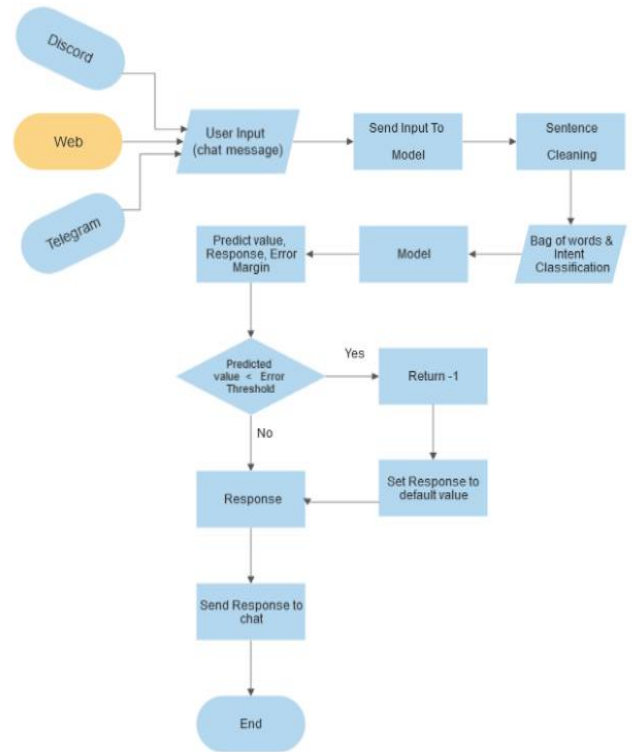 Discord
Web
Telegram
User Input
(chat message)
Send Input To
Model
Sentence
Cleaning
Bag of words &
Intent
Classification
Model
Predict value,
Response, Error
Margin
Predicted
value < Error
Threshold
Yes
No
Return -1
Set Response to
default value
Response
Send Response to
chat
End